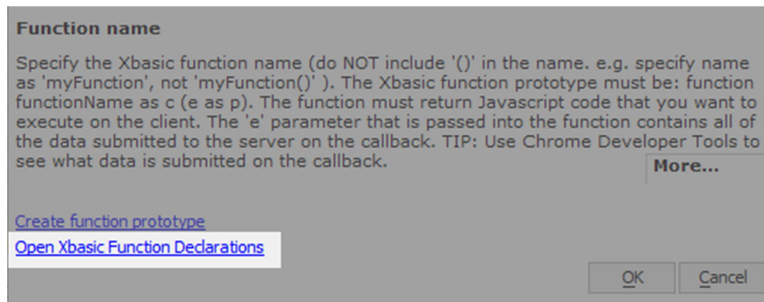 Function name
Specify the Xbasic function name (do NOT include '()' in the name. e.g. specify name
as 'myFunction', not 'myFunction()' ). The Xbasic function prototype must be: function
functionName as c (e as p). The function must return Javascript code that you want to
execute on the client. The 'e' parameter that is passed into the function contains all of
the data submitted to the server on the callback. TIP: Use Chrome Developer Tools to
see what data is submitted on the callback.
More...
Create function prototype
Open Xbasic Function Declarations
OK Cancel